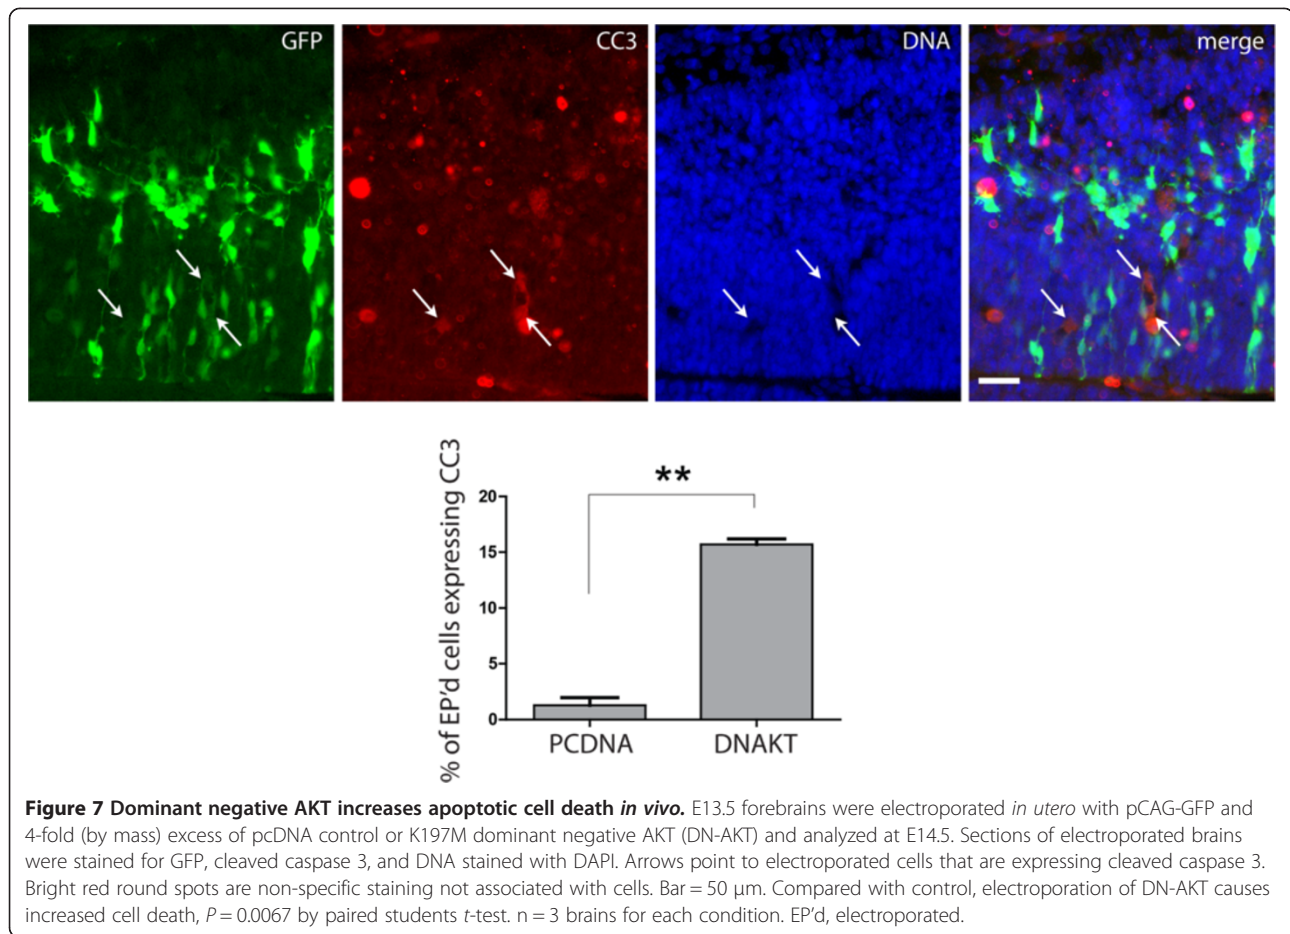 GFP
CC3
DNA
merge
% of EP'd cells expressing CC3
**
20
15
10
5
0
PCDNA
DNAKT
Figure 7 Dominant negative AKT increases apoptotic cell death in vivo. E13.5 forebrains were electroporated in utero with pCAG-GFP and
4-fold (by mass) excess of pcDNA control or K197M dominant negative AKT (DN-AKT) and analyzed at E14.5. Sections of electroporated brains
were stained for GFP, cleaved caspase 3, and DNA stained with DAPI. Arrows point to electroporated cells that are expressing cleaved caspase 3.
Bright red round spots are non-specific staining not associated with cells. Bar = 50 μm. Compared with control, electroporation of DN-AKT causes
increased cell death, P = 0.0067 by paired students t-test. n = 3 brains for each condition. EP'd, electroporated.